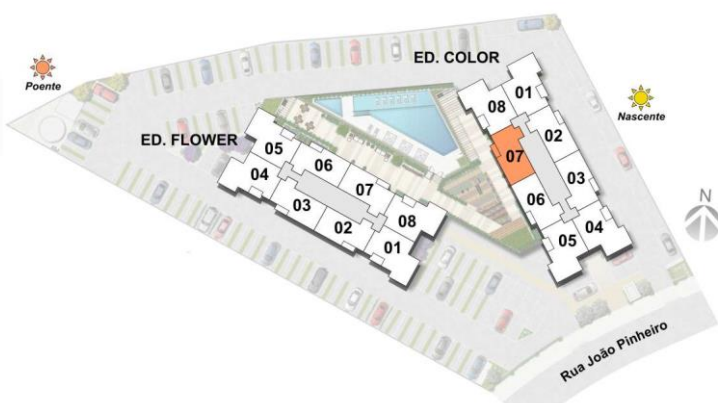 ED. COLOR
Poente
Nascente
01
08
02
07
03
06
04
05
ED. FLOWER
05
06
04
07
03
08
02
01
N
Rua João Pinheiro